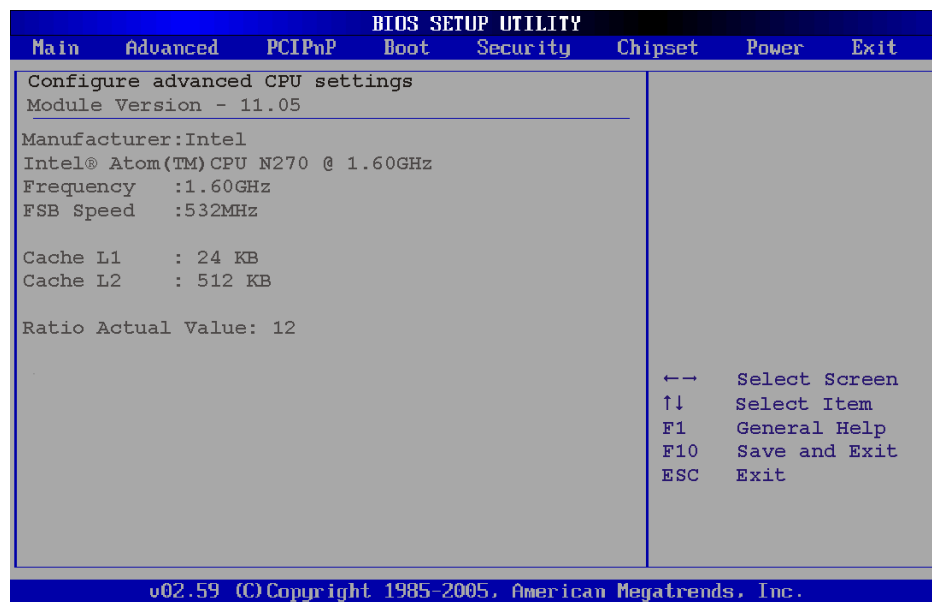 BIOS SETUP UTILITY
Main Advanced PCIPnP Boot Security Chipset Power Exit
Configure advanced CPU settings
Module Version - 11.05
Manufacturer:Intel
Intel® Atom(TM)CPU N270 @ 1.60GHz
Frequency :1.60GHz
FSB Speed :532MHz
Cache L1 : 24 KB
Cache L2 : 512 KB
Ratio Actual Value: 12
←→ Select Screen
↑↓ Select Item
F1 General Help
F10 Save and Exit
ESC Exit
v02.59 (C)Copyright 1985-2005, American Megatrends, Inc.